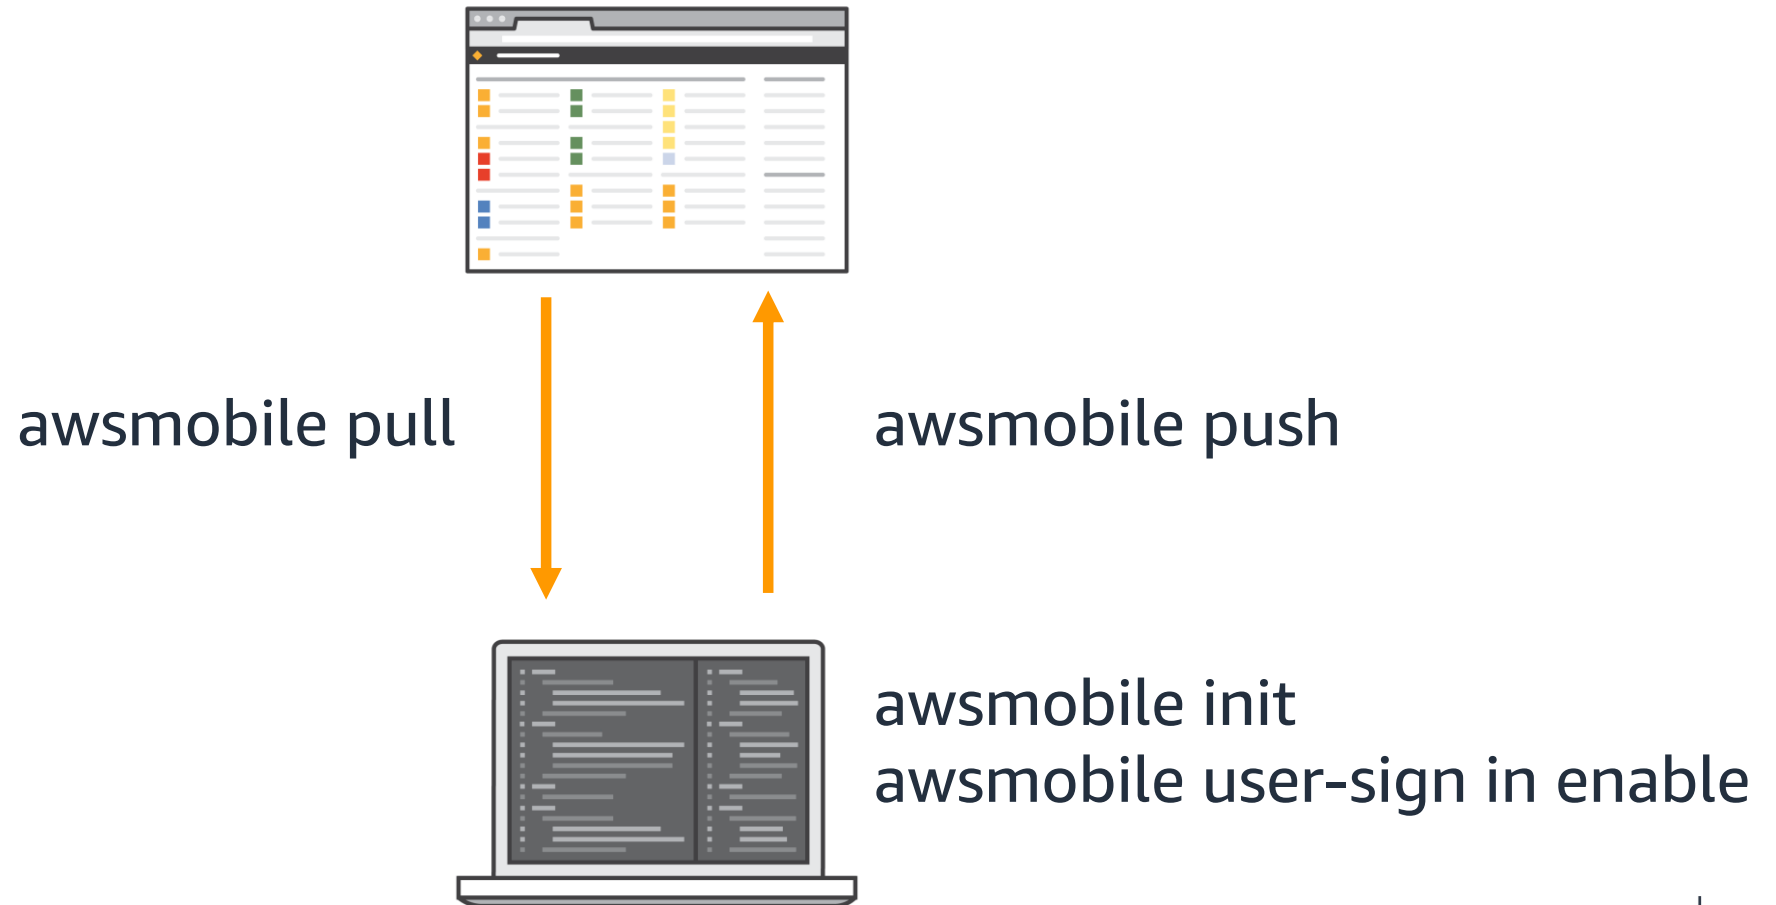 awsmobile pull
awsmobile push
awsmobile init
awsmobile user-sign in enable